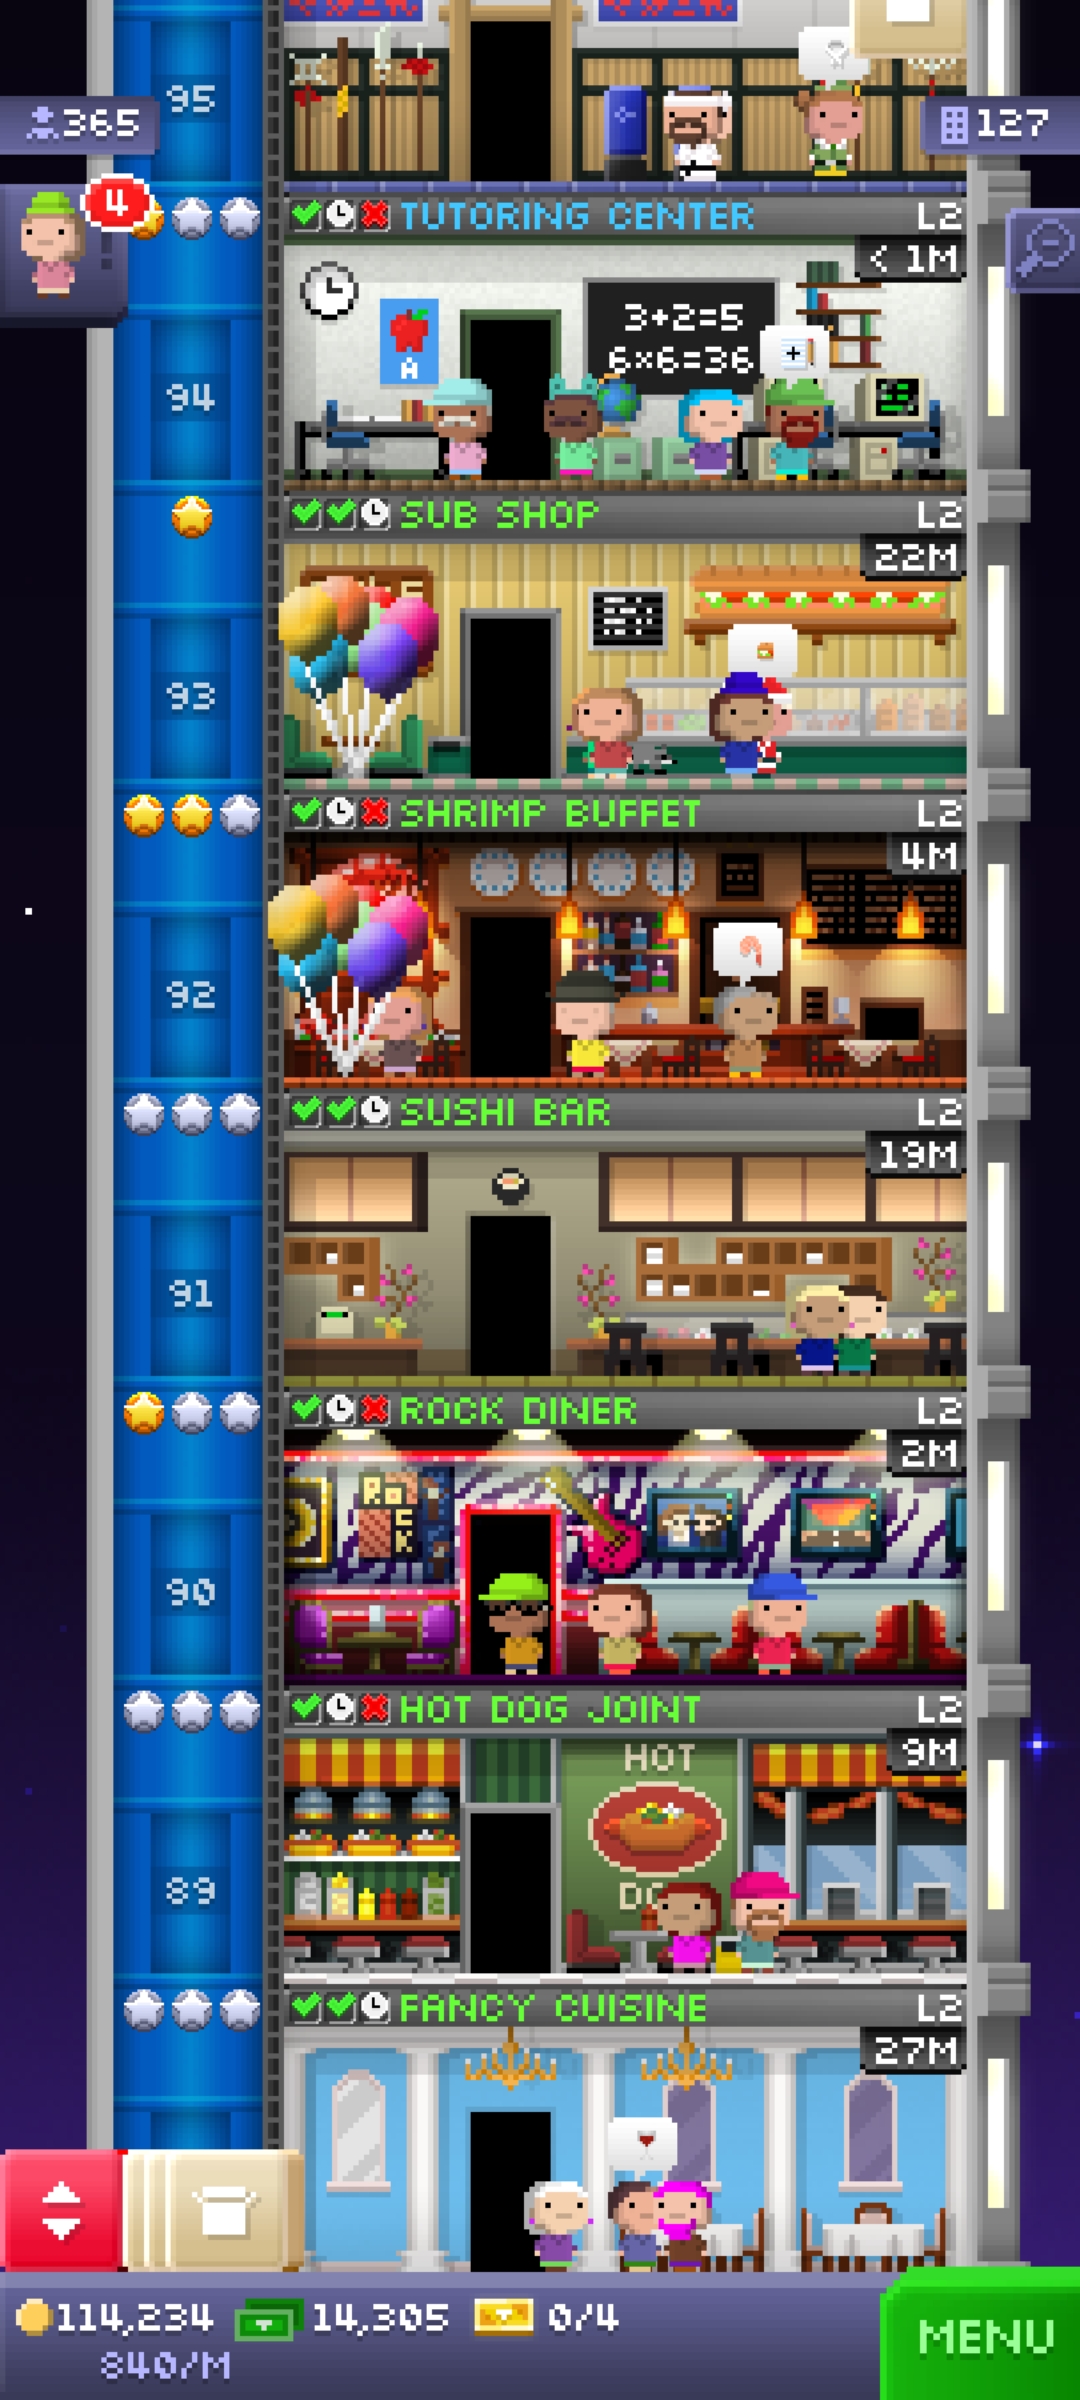 95
365
127
4
TUTORING CENTER L2
< 1M
3+2=5
6×6=36
A
94
SUB SHOP L2
22M
93
SHRIMP BUFFET L2
4M
92
SUSHI BAR L2
19M
91
ROCK DINER L2
2M
ROCK
90
HOT DOG JOINT L2
9M
HOT
89
FANCY CUISINE L2
27M
114,234 14,305 0/4
840/M
MENU